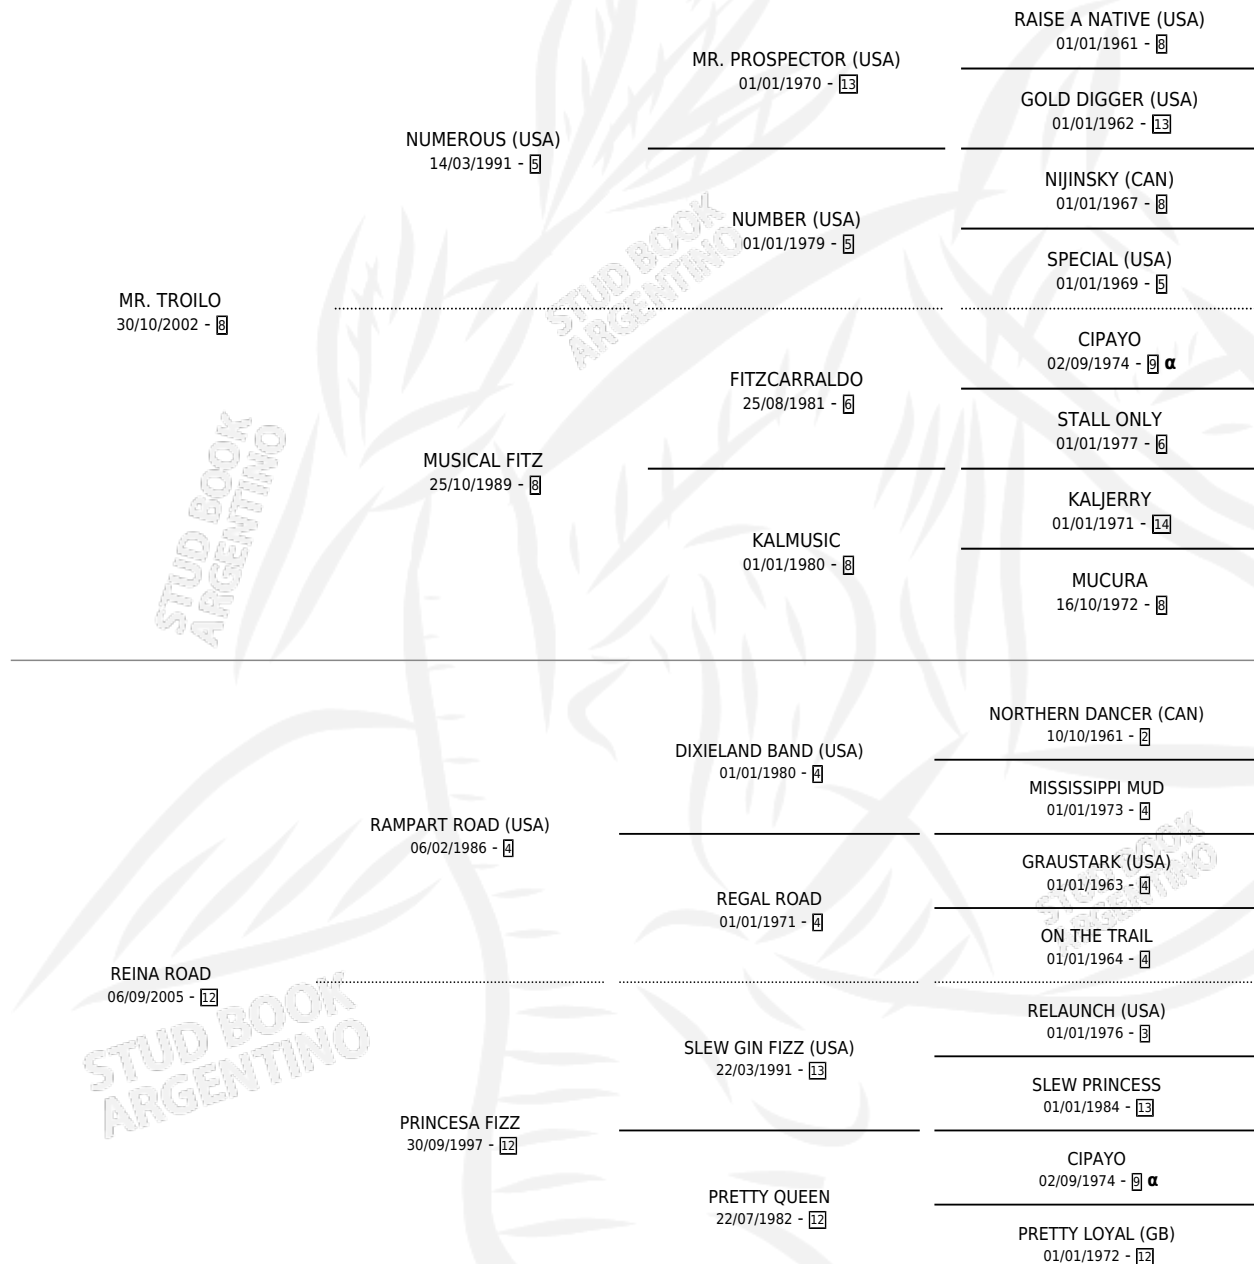 RAISE A NATIVE (USA)
01/01/1961 - 8
MR. PROSPECTOR (USA)
01/01/1970 - 13
GOLD DIGGER (USA)
01/01/1962 - 13
NUMEROUS (USA)
14/03/1991 - 5
NIJINSKY (CAN)
01/01/1967 - 8
NUMBER (USA)
01/01/1979 - 5
SPECIAL (USA)
01/01/1969 - 5
MR. TROILO
30/10/2002 - 8
CIPAYO
02/09/1974 - 9 α
FITZCARRALDO
25/08/1981 - 6
STALL ONLY
01/01/1977 - 6
MUSICAL FITZ
25/10/1989 - 8
KALJERRY
01/01/1971 - 14
KALMUSIC
01/01/1980 - 8
MUCURA
16/10/1972 - 8
STUD BOOK
ARGENTINO
STUD BOOK
ARGENTINO
NORTHERN DANCER (CAN)
10/10/1961 - 2
DIXIELAND BAND (USA)
01/01/1980 - 4
MISSISSIPPI MUD
01/01/1973 - 4
RAMPART ROAD (USA)
06/02/1986 - 4
GRAUSTARK (USA)
01/01/1963 - 4
REGAL ROAD
01/01/1971 - 4
ON THE TRAIL
01/01/1964 - 4
REINA ROAD
06/09/2005 - 12
RELAUNCH (USA)
01/01/1976 - 3
SLEW GIN FIZZ (USA)
22/03/1991 - 13
SLEW PRINCESS
01/01/1984 - 13
PRINCESA FIZZ
30/09/1997 - 12
CIPAYO
02/09/1974 - 9 α
PRETTY QUEEN
22/07/1982 - 12
PRETTY LOYAL (GB)
01/01/1972 - 12
STUD BOOK
ARGENTINO
STUD BOOK
ARGENTINO